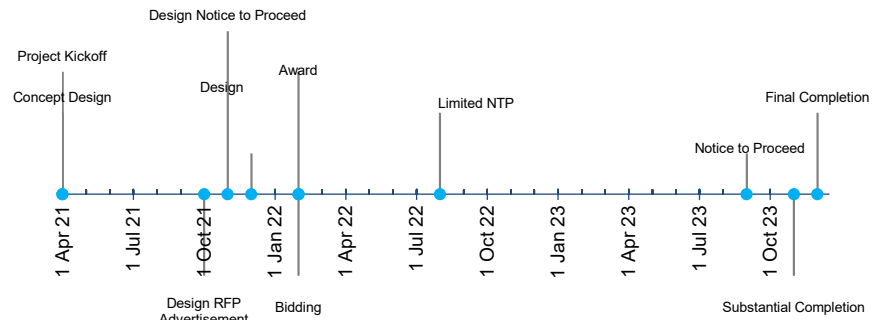 Design Notice to Proceed
Project Kickoff
Award
Design
Concept Design
Limited NTP
Final Completion
Notice to Proceed
1 Apr 21
1 Jul 21
1 Oct 21
1 Jan 22
1 Apr 22
1 Jul 22
1 Oct 22
1 Jan 23
1 Apr 23
1 Jul 23
1 Oct 23
Design RFP
Advertisement
Bidding
Substantial Completion